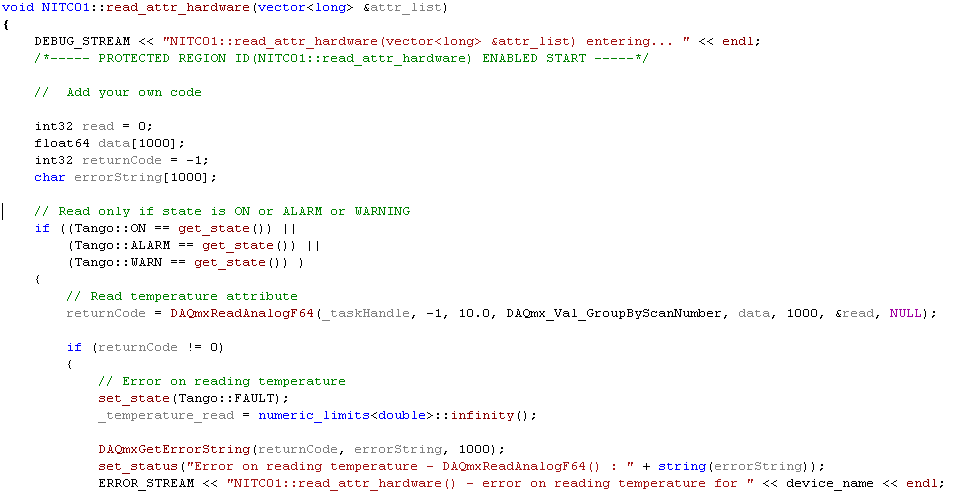 void NITC01::read_attr_hardware(vector<long> &attr_list)
{
DEBUG_STREAM << "NITC01::read_attr_hardware(vector<long> &attr_list) entering... " << endl;
/*----- PROTECTED REGION ID(NITC01::read_attr_hardware) ENABLED START -----*/
//  Add your own code
int32 read = 0;
float64 data[1000];
int32 returnCode = -1;
char errorString[1000];
// Read only if state is ON or ALARM or WARNING
if ((Tango::ON == get_state()) ||
(Tango::ALARM == get_state()) ||
(Tango::WARN == get_state()) )
{
// Read temperature attribute
returnCode = DAQmxReadAnalogF64(_taskHandle, -1, 10.0, DAQmx_Val_GroupByScanNumber, data, 1000, &read, NULL);
if (returnCode != 0)
{
// Error on reading temperature
set_state(Tango::FAULT);
_temperature_read = numeric_limits<double>::infinity();
DAQmxGetErrorString(returnCode, errorString, 1000);
set_status("Error on reading temperature - DAQmxReadAnalogF64() : " + string(errorString));
ERROR_STREAM << "NITC01::read_attr_hardware() - error on reading temperature for " << device_name << endl;